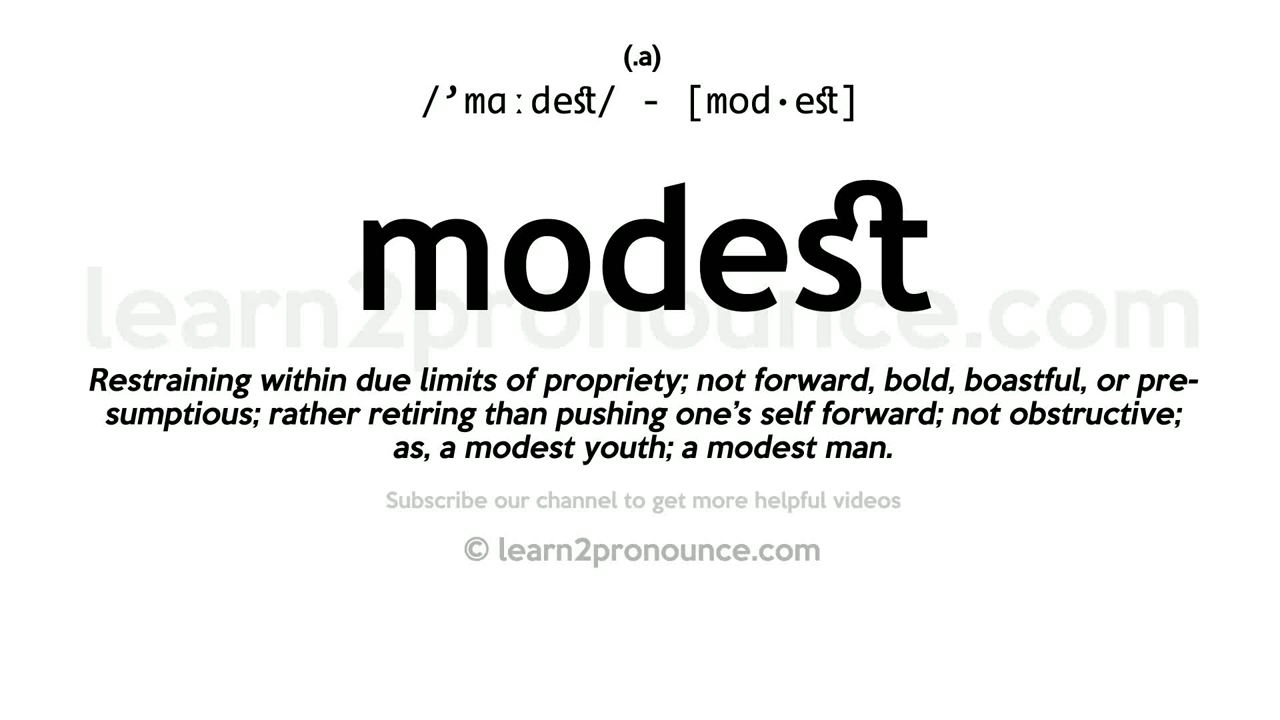 (.a)
/’mɑːdest/ - [mod·est]
modest
learn2pronounce.com
Restraining within due limits of propriety; not forward, bold, boastful, or pre-
sumptious; rather retiring than pushing one’s self forward; not obstructive;
as, a modest youth; a modest man.
Subscribe our channel to get more helpful videos
© learn2pronounce.com